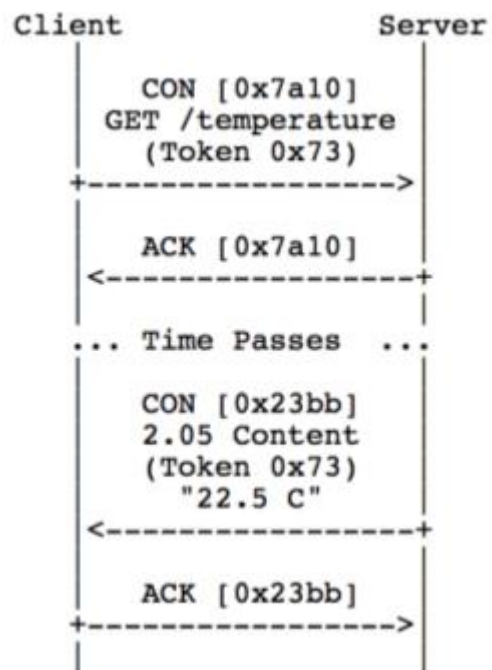 Client Server
CON [0x7a10]
GET /temperature
(Token 0x73)
ACK [0x7a10]
... Time Passes ...
CON [0x23bb]
2.05 Content
(Token 0x73)
"22.5 C"
ACK [0x23bb]